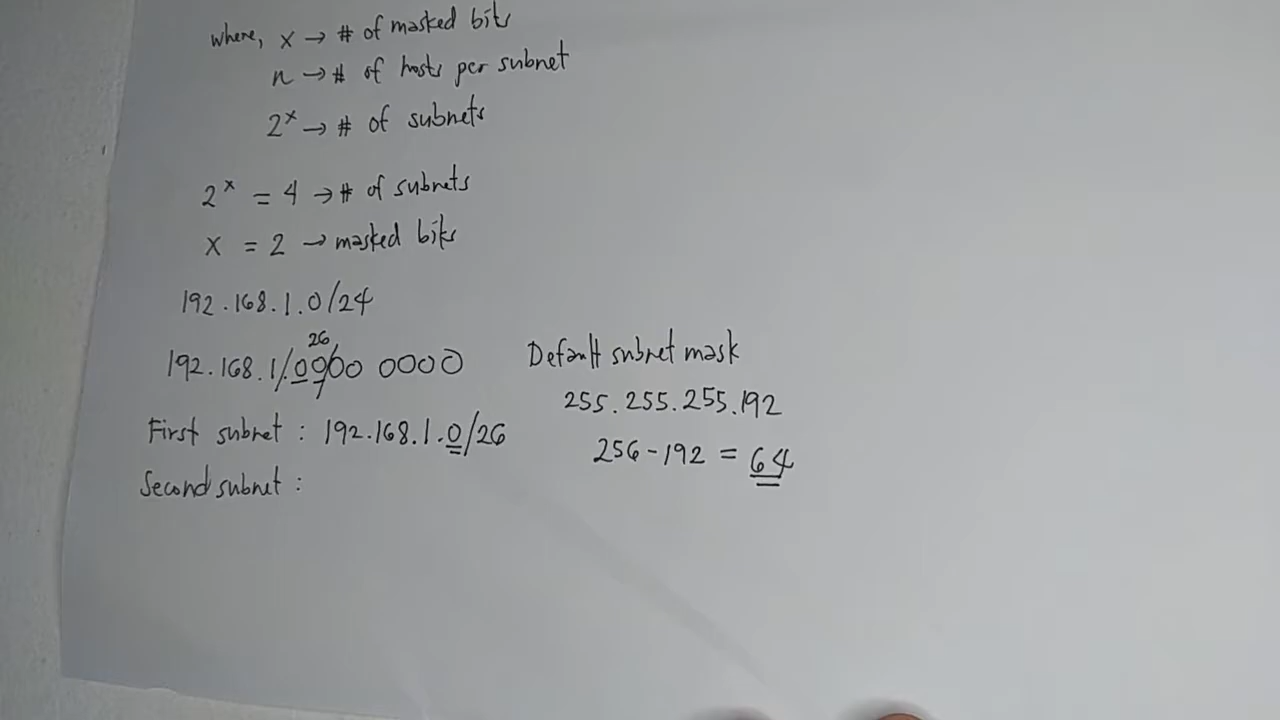 where, x → # of masked bits
n → # of hosts per subnet
2ˣ → # of subnets
2ˣ = 4 → # of subnets
x = 2 → masked bits
192.168.1.0/24
26
192.168.1/.00/00 0000
First subnet : 192.168.1.0/26
Second subnet :
Default subnet mask
255.255.255.192
256-192 = 64